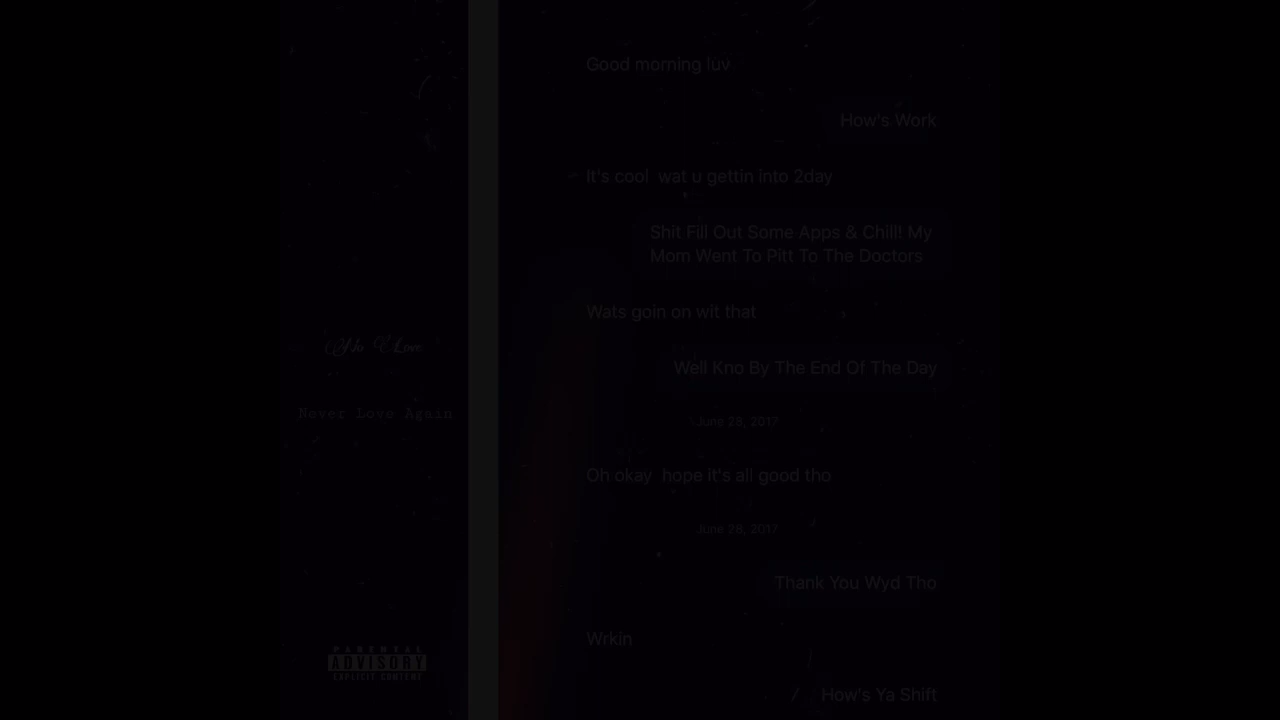 No Love
Never Love Again
PARENTAL
ADVISORY
EXPLICIT CONTENT
Good morning luv
How's Work
It's cool wat u gettin into 2day
Shit Fill Out Some Apps & Chill! My
Mom Went To Pitt To The Doctors
Wats goin on wit that
Well Kno By The End Of The Day
June 28, 2017
Oh okay hope it's all good tho
June 28, 2017
Thank You Wyd Tho
Wrkin
How's Ya Shift